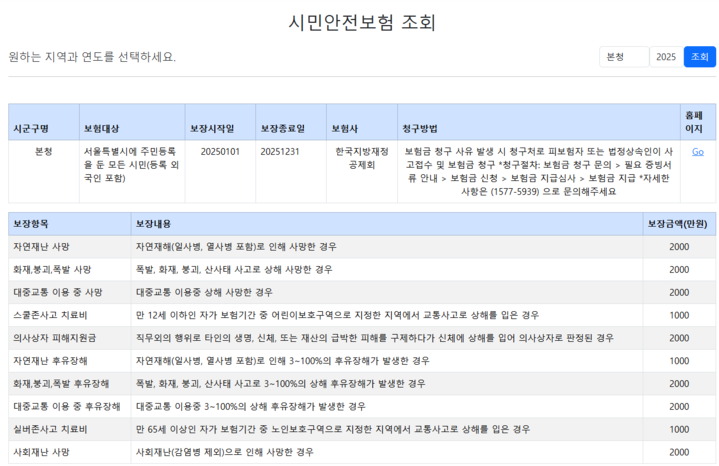 시민안전보험 조회
원하는 지역과 연도를 선택하세요.
본청 2025 조회
시군구명 보험대상 보장시작일 보장종료일 보험사 청구방법 홈페
이지
본청 서울특별시에 주민등록 20250101 20251231 한국지방재정 보험금 청구 사유 발생 시 청구처로 피보험자 또는 법정상속인이 사 Go
을 둔 모든 시민(등록 외 공제회 고접수 및 보험금 청구 *청구절차: 보험금 청구 문의 > 필요 증빙서
국인 포함) 류 안내 > 보험금 신청 > 보험금 지급심사 > 보험금 지급 *자세한
사항은 (1577-5939) 으로 문의해주세요
보장항목 보장내용 보장금액(만원)
자연재난 사망 자연재해(일사병, 열사병 포함)로 인해 사망한 경우 2000
화재,붕괴,폭발 사망 폭발, 화재, 붕괴, 산사태 사고로 상해 사망한 경우 2000
대중교통 이용 중 사망 대중교통 이용중 상해 사망한 경우 2000
스쿨존사고 치료비 만 12세 이하인 자가 보험기간 중 어린이보호구역으로 지정한 지역에서 교통사고로 상해를 입은 경우 1000
의사상자 피해지원금 직무외의 행위로 타인의 생명, 신체, 또는 재산의 급박한 피해를 구제하다가 신체에 상해를 입어 의사상자로 판정된 경우 2000
자연재난 후유장해 자연재해(일사병, 열사병 포함)로 인해 3~100%의 후유장해가 발생한 경우 1000
화재,붕괴,폭발 후유장해 폭발, 화재, 붕괴, 산사태 사고로 3~100%의 상해 후유장해가 발생한 경우 2000
대중교통 이용 중 후유장해 대중교통 이용중 3~100%의 상해 후유장해가 발생한 경우 2000
실버존사고 치료비 만 65세 이상인 자가 보험기간 중 노인보호구역으로 지정한 지역에서 교통사고로 상해를 입은 경우 1000
사회재난 사망 사회재난(감염병 제외)으로 인해 사망한 경우 2000